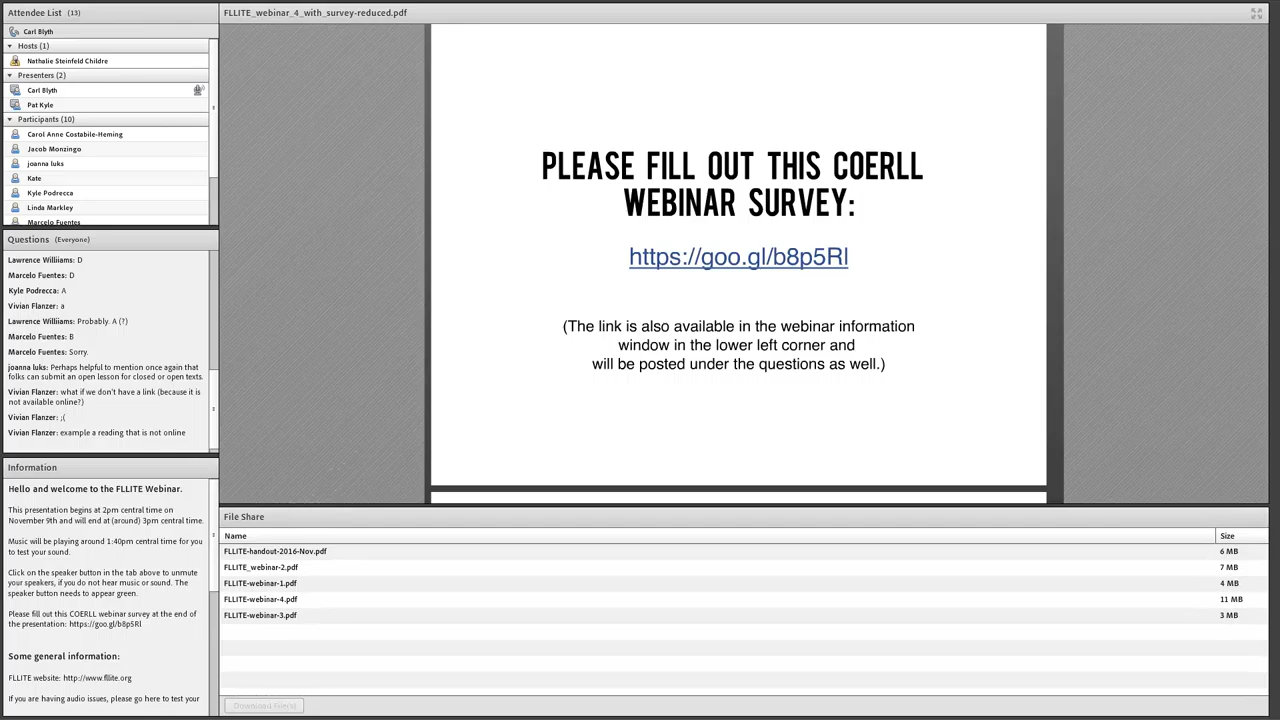 Attendee List (13)
Carl Blyth
Hosts (1)
Nathalie Steinfeld Childre
Presenters (2)
Carl Blyth
Pat Kyle
Participants (10)
Carol Anne Costabile-Heming
Jacob Monzingo
joanna luks
Kate
Kyle Podrecca
Linda Markley
Marcelo Fuentes
Questions (Everyone)
Lawrence Williiams: D
Marcelo Fuentes: D
Kyle Podrecca: A
Vivian Flanzer: a
Lawrence Williiams: Probably. A (?)
Marcelo Fuentes: B
Marcelo Fuentes: Sorry.
joanna luks: Perhaps helpful to mention once again that
folks can submit an open lesson for closed or open texts.
Vivian Flanzer: what if we don't have a link (because it is
not available online?)
Vivian Flanzer: ;(
Vivian Flanzer: example a reading that is not online
Information
Hello and welcome to the FLLITE Webinar.
This presentation begins at 2pm central time on
November 9th and will end at (around) 3pm central time.
Music will be playing around 1:40pm central time for you
to test your sound.
Click on the speaker button in the tab above to unmute
your speakers, if you do not hear music or sound. The
speaker button needs to appear green.
Please fill out this COERLL webinar survey at the end of
the presentation: https://goo.gl/b8p5Rl
Some general information:
FLLITE website: http://www.fllite.org
If you are having audio issues, please go here to test your
FLLITE_webinar_4_with_survey-reduced.pdf
PLEASE FILL OUT THIS COERLL
WEBINAR SURVEY:
https://goo.gl/b8p5Rl
(The link is also available in the webinar information
window in the lower left corner and
will be posted under the questions as well.)
File Share
Name Size
FLLITE-handout-2016-Nov.pdf 6 MB
FLLITE_webinar-2.pdf 7 MB
FLLITE-webinar-1.pdf 4 MB
FLLITE-webinar-4.pdf 11 MB
FLLITE-webinar-3.pdf 3 MB
Download File(s)